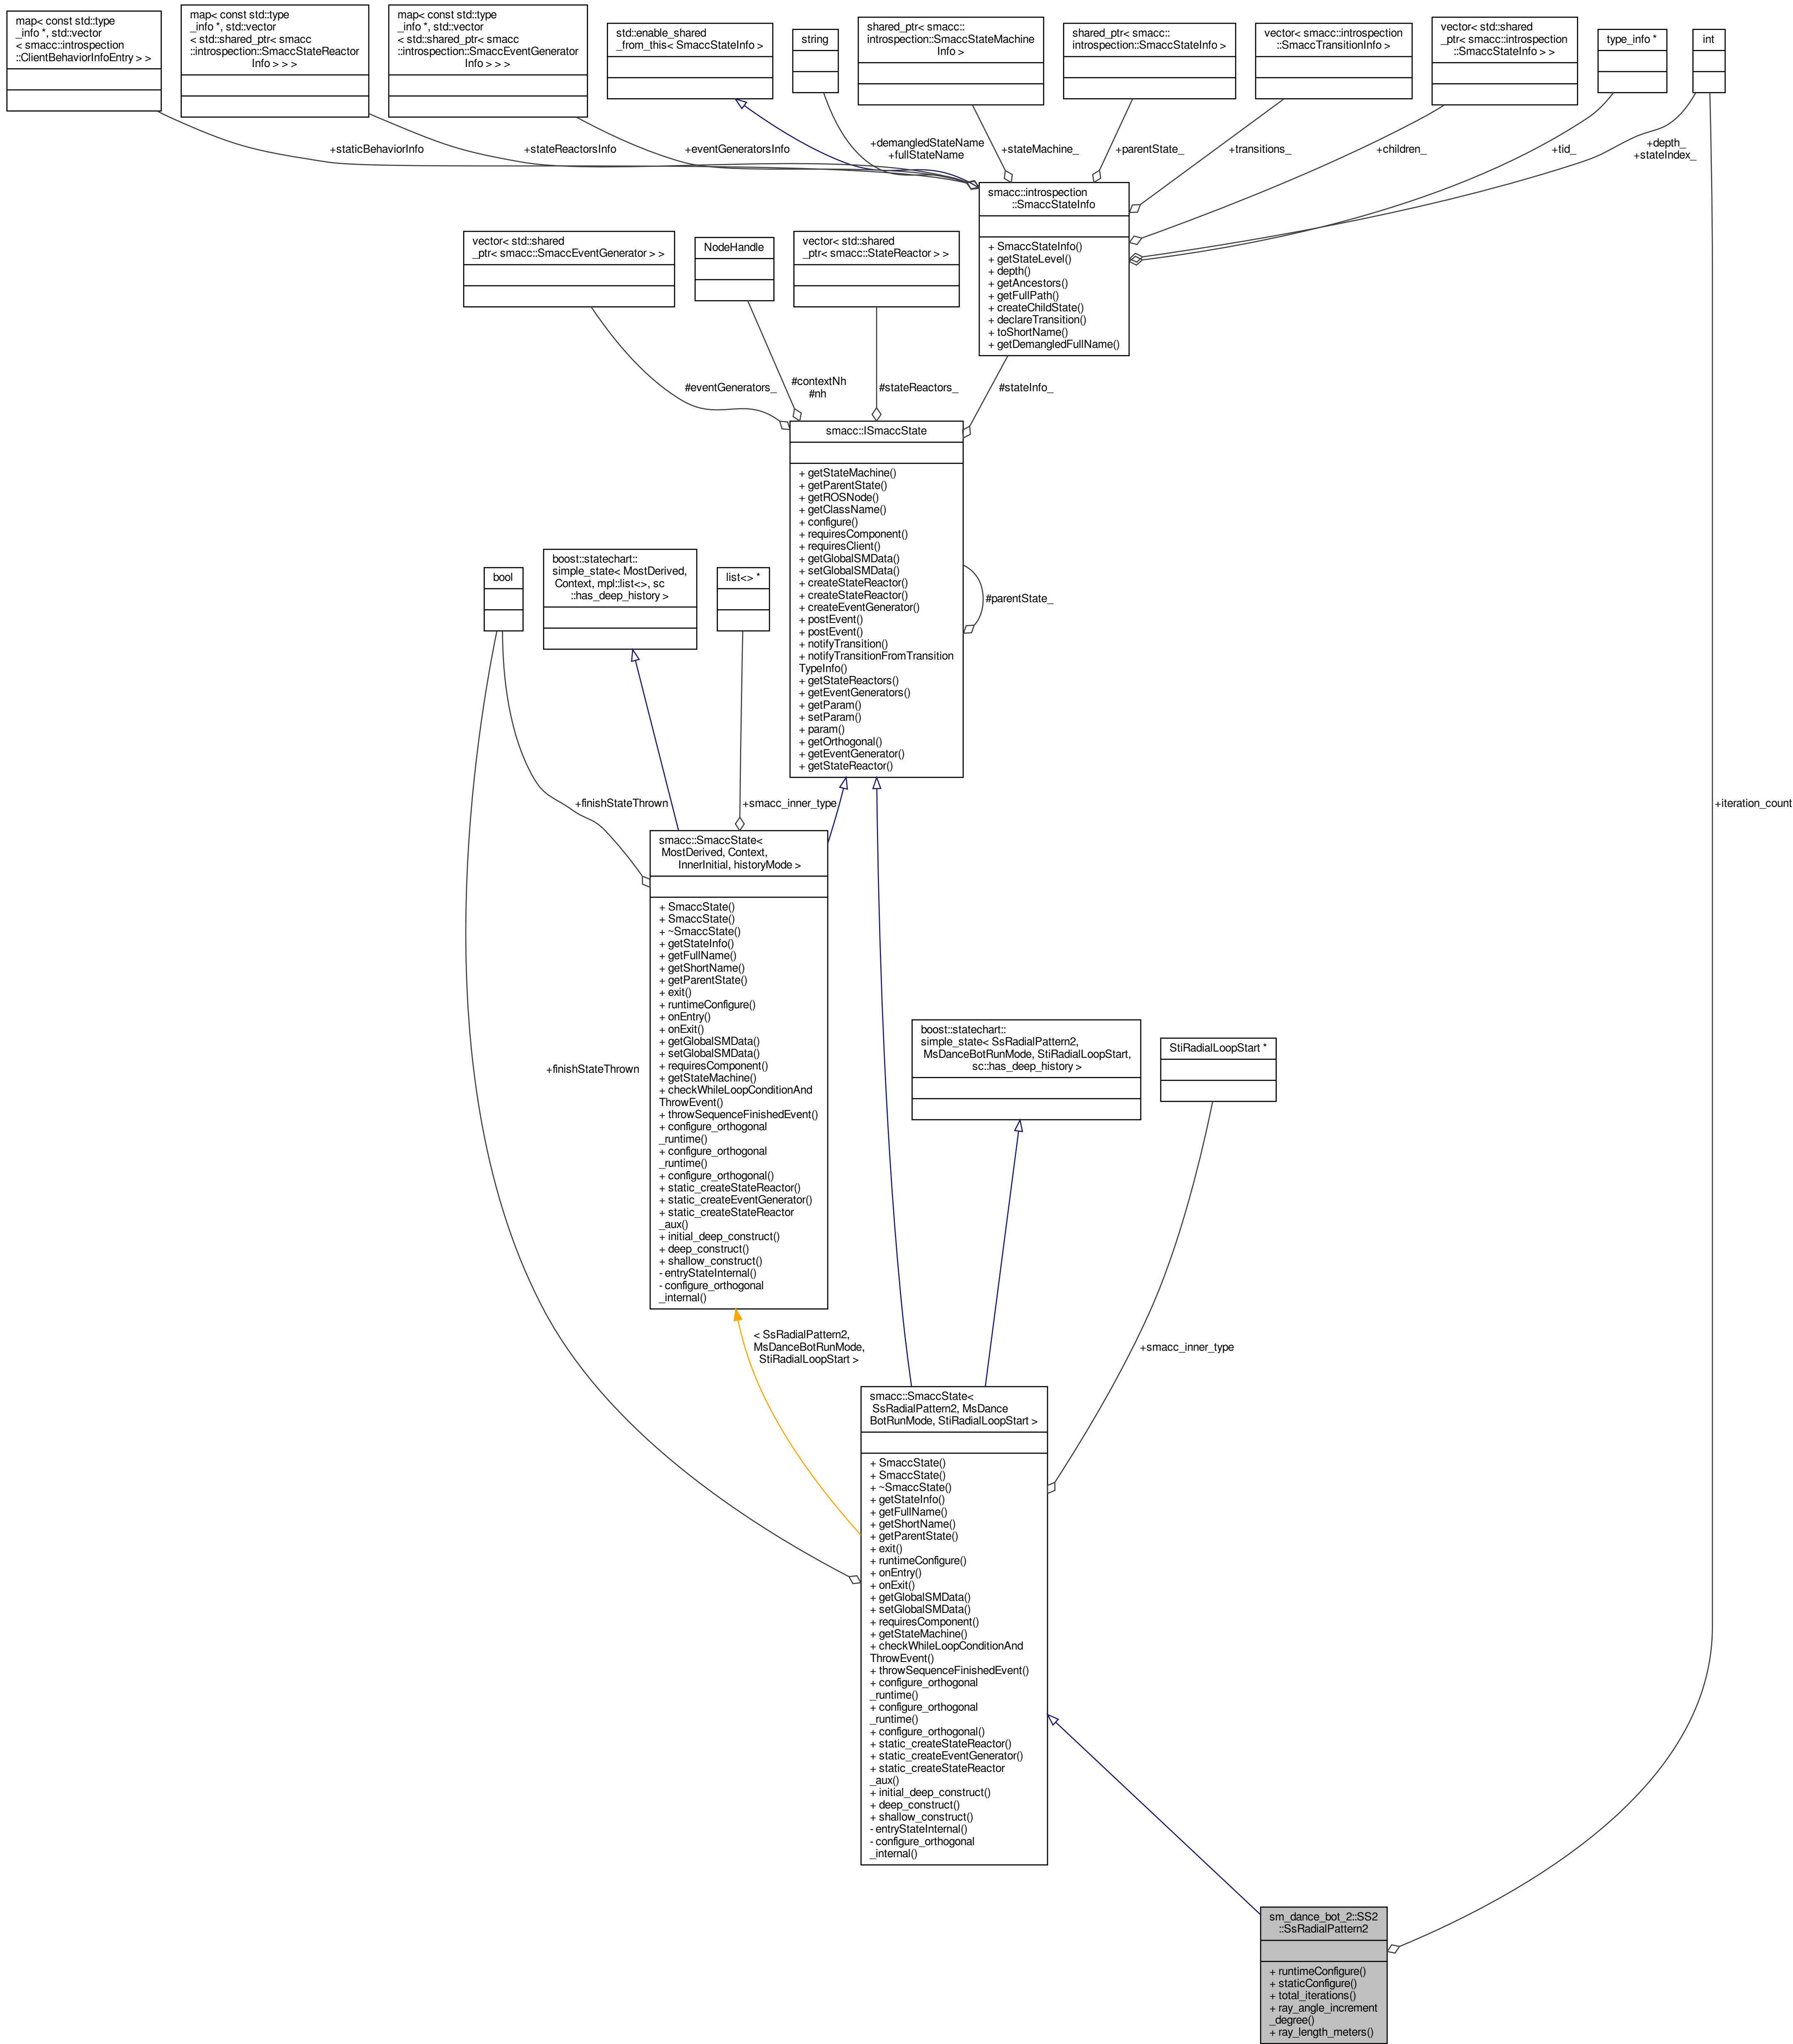 map< const std::type
_info *, std::vector
< smacc::introspection
::ClientBehaviorInfoEntry > >
map< const std::type
_info *, std::vector
< std::shared_ptr< smacc
::introspection::SmaccStateReactor
Info > > >
map< const std::type
_info *, std::vector
< std::shared_ptr< smacc
::introspection::SmaccEventGenerator
Info > > >
std::enable_shared
_from_this< SmaccStateInfo >
string
shared_ptr< smacc::
introspection::SmaccStateMachine
Info >
shared_ptr< smacc::
introspection::SmaccStateInfo >
vector< smacc::introspection
::SmaccTransitionInfo >
vector< std::shared
_ptr< smacc::introspection
::SmaccStateInfo > >
type_info *
int
+staticBehaviorInfo
+stateReactorsInfo
+eventGeneratorsInfo
+demangledStateName
+fullStateName
+stateMachine_
+parentState_
+transitions_
+children_
+tid_
+depth_
+stateIndex_
smacc::introspection
::SmaccStateInfo
+ SmaccStateInfo()
+ getStateLevel()
+ depth()
+ getAncestors()
+ getFullPath()
+ createChildState()
+ declareTransition()
+ toShortName()
+ getDemangledFullName()
vector< std::shared
_ptr< smacc::SmaccEventGenerator > >
NodeHandle
vector< std::shared
_ptr< smacc::StateReactor > >
#eventGenerators_
#contextNh
#nh
#stateReactors_
#stateInfo_
smacc::ISmaccState
+ getStateMachine()
+ getParentState()
+ getROSNode()
+ getClassName()
+ configure()
+ requiresComponent()
+ requiresClient()
+ getGlobalSMData()
+ setGlobalSMData()
+ createStateReactor()
+ createStateReactor()
+ createEventGenerator()
+ postEvent()
+ postEvent()
+ notifyTransition()
+ notifyTransitionFromTransition
TypeInfo()
+ getStateReactors()
+ getEventGenerators()
+ getParam()
+ setParam()
+ param()
+ getOrthogonal()
+ getEventGenerator()
+ getStateReactor()
#parentState_
bool
boost::statechart::
simple_state< MostDerived,
Context, mpl::list<>, sc
::has_deep_history >
list<> *
+finishStateThrown
+smacc_inner_type
+iteration_count
smacc::SmaccState<
MostDerived, Context,
InnerInitial, historyMode >
+ SmaccState()
+ SmaccState()
+ ~SmaccState()
+ getStateInfo()
+ getFullName()
+ getShortName()
+ getParentState()
+ exit()
+ runtimeConfigure()
+ onEntry()
+ onExit()
+ getGlobalSMData()
+ setGlobalSMData()
+ requiresComponent()
+ getStateMachine()
+ checkWhileLoopConditionAnd
ThrowEvent()
+ throwSequenceFinishedEvent()
+ configure_orthogonal
_runtime()
+ configure_orthogonal
_runtime()
+ configure_orthogonal()
+ static_createStateReactor()
+ static_createEventGenerator()
+ static_createStateReactor
_aux()
+ initial_deep_construct()
+ deep_construct()
+ shallow_construct()
- entryStateInternal()
- configure_orthogonal
_internal()
+finishStateThrown
boost::statechart::
simple_state< SsRadialPattern2,
MsDanceBotRunMode, StiRadialLoopStart,
sc::has_deep_history >
StiRadialLoopStart *
< SsRadialPattern2,
MsDanceBotRunMode,
StiRadialLoopStart >
+smacc_inner_type
smacc::SmaccState<
SsRadialPattern2, MsDance
BotRunMode, StiRadialLoopStart >
+ SmaccState()
+ SmaccState()
+ ~SmaccState()
+ getStateInfo()
+ getFullName()
+ getShortName()
+ getParentState()
+ exit()
+ runtimeConfigure()
+ onEntry()
+ onExit()
+ getGlobalSMData()
+ setGlobalSMData()
+ requiresComponent()
+ getStateMachine()
+ checkWhileLoopConditionAnd
ThrowEvent()
+ throwSequenceFinishedEvent()
+ configure_orthogonal
_runtime()
+ configure_orthogonal
_runtime()
+ configure_orthogonal()
+ static_createStateReactor()
+ static_createEventGenerator()
+ static_createStateReactor
_aux()
+ initial_deep_construct()
+ deep_construct()
+ shallow_construct()
- entryStateInternal()
- configure_orthogonal
_internal()
sm_dance_bot_2::SS2
::SsRadialPattern2
+ runtimeConfigure()
+ staticConfigure()
+ total_iterations()
+ ray_angle_increment
_degree()
+ ray_length_meters()